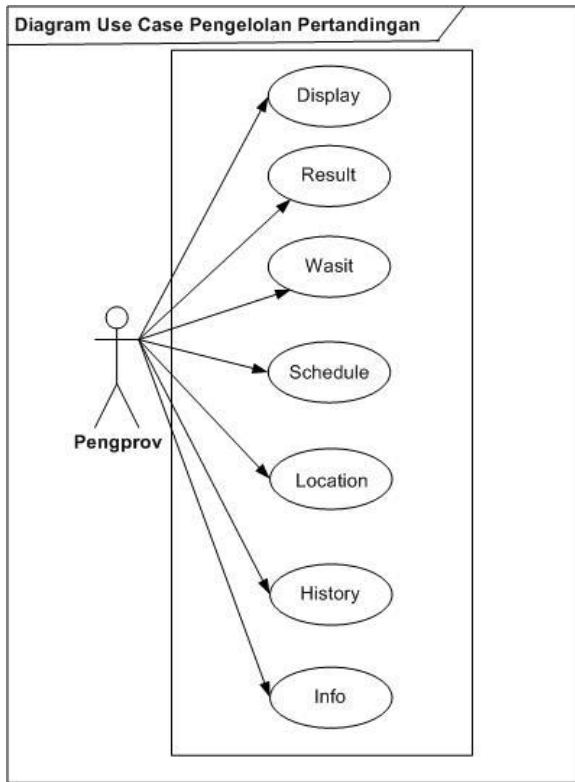 Diagram Use Case Pengelolan Pertandingan
Display
Result
Wasit
Schedule
Pengprov
Location
History
Info